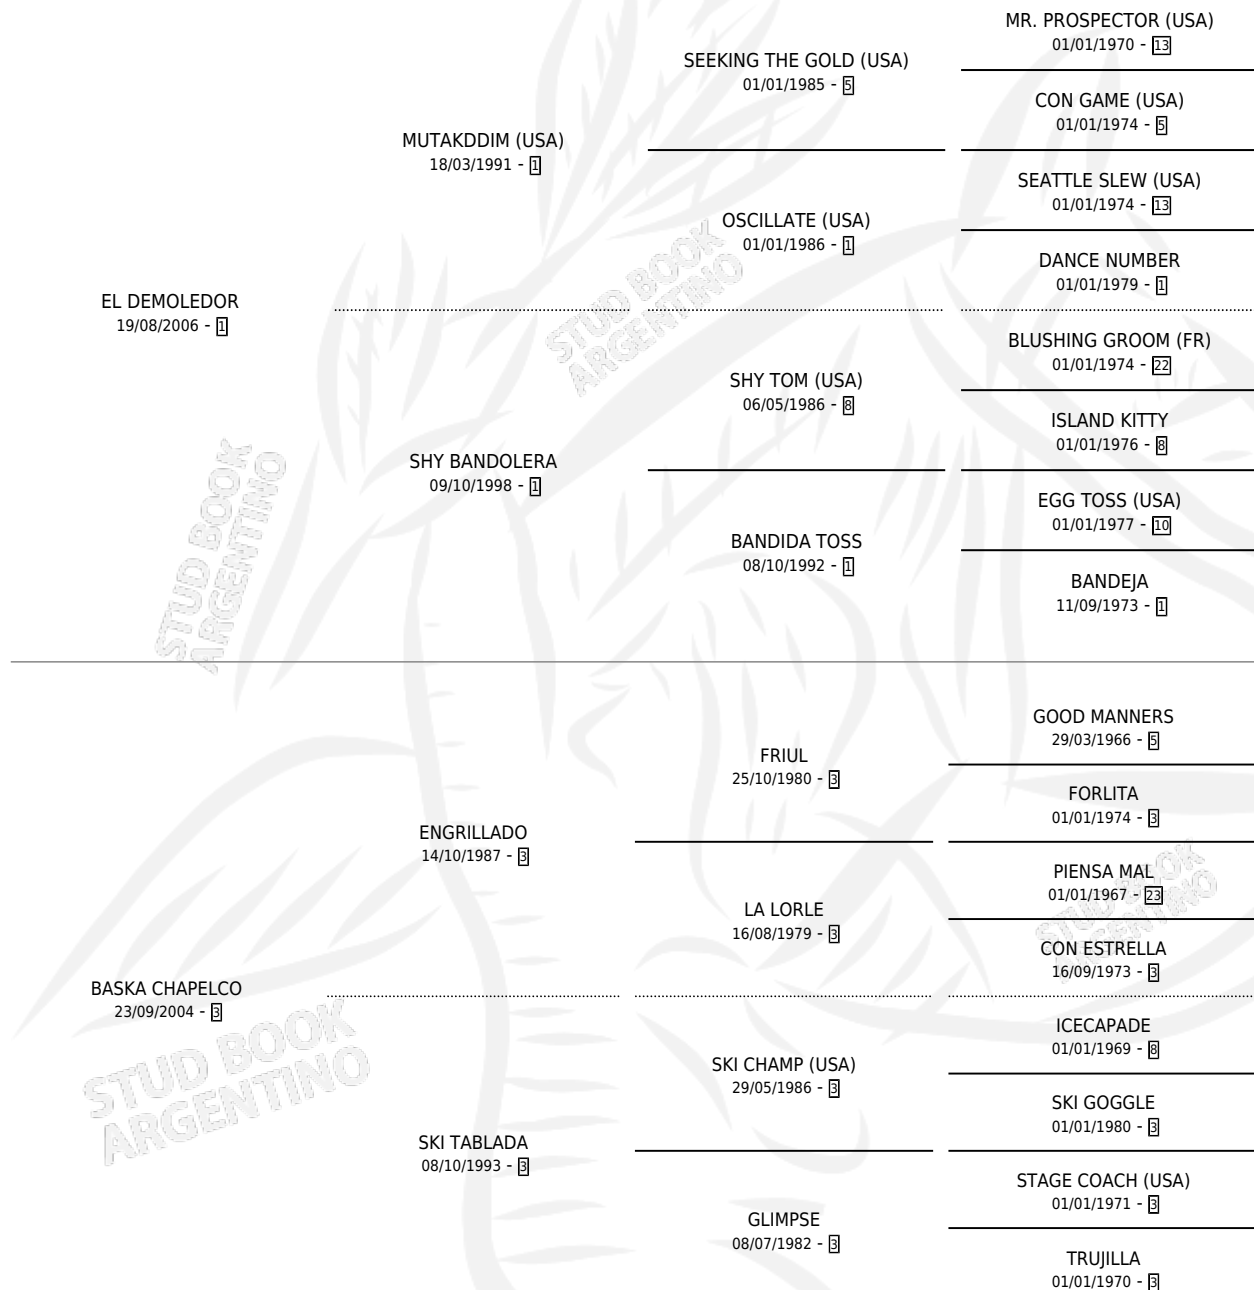 MR. PROSPECTOR (USA)
01/01/1970 - 13
SEEKING THE GOLD (USA)
01/01/1985 - 5
CON GAME (USA)
01/01/1974 - 5
MUTAKDDIM (USA)
18/03/1991 - 1
SEATTLE SLEW (USA)
01/01/1974 - 13
OSCILLATE (USA)
01/01/1986 - 1
DANCE NUMBER
01/01/1979 - 1
EL DEMOLEDOR
19/08/2006 - 1
BLUSHING GROOM (FR)
01/01/1974 - 22
SHY TOM (USA)
06/05/1986 - 8
ISLAND KITTY
01/01/1976 - 8
SHY BANDOLERA
09/10/1998 - 1
EGG TOSS (USA)
01/01/1977 - 10
BANDIDA TOSS
08/10/1992 - 1
BANDEJA
11/09/1973 - 1
GOOD MANNERS
29/03/1966 - 5
FRIUL
25/10/1980 - 3
FORLITA
01/01/1974 - 3
ENGRILLADO
14/10/1987 - 3
PIENSA MAL
01/01/1967 - 23
LA LORLE
16/08/1979 - 3
CON ESTRELLA
16/09/1973 - 3
BASKA CHAPELCO
23/09/2004 - 3
ICECAPADE
01/01/1969 - 8
SKI CHAMP (USA)
29/05/1986 - 3
SKI GOGGLE
01/01/1980 - 3
SKI TABLADA
08/10/1993 - 3
STAGE COACH (USA)
01/01/1971 - 3
GLIMPSE
08/07/1982 - 3
TRUJILLA
01/01/1970 - 3
STUD BOOK
ARGENTINO
STUD BOOK
ARGENTINO
STUD BOOK
ARGENTINO
STUD BOOK
ARGENTINO